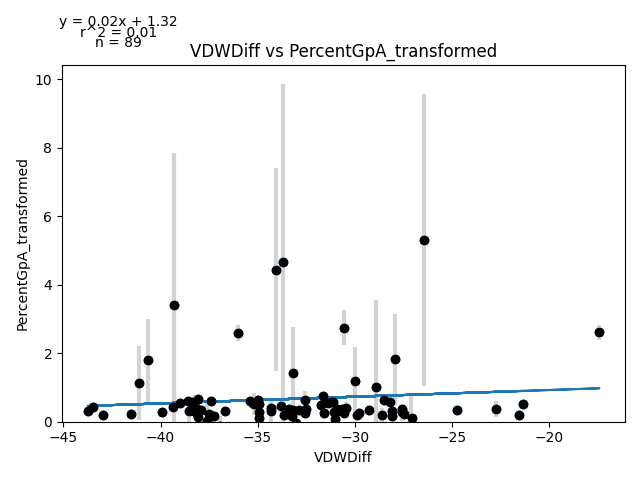 y = 0.02x + 1.32
r^2 = 0.01
n = 89
VDWDiff vs PercentGpA_transformed
10
8
6
4
2
0
PercentGpA_transformed
−45
−40
−35
−30
−25
−20
VDWDiff